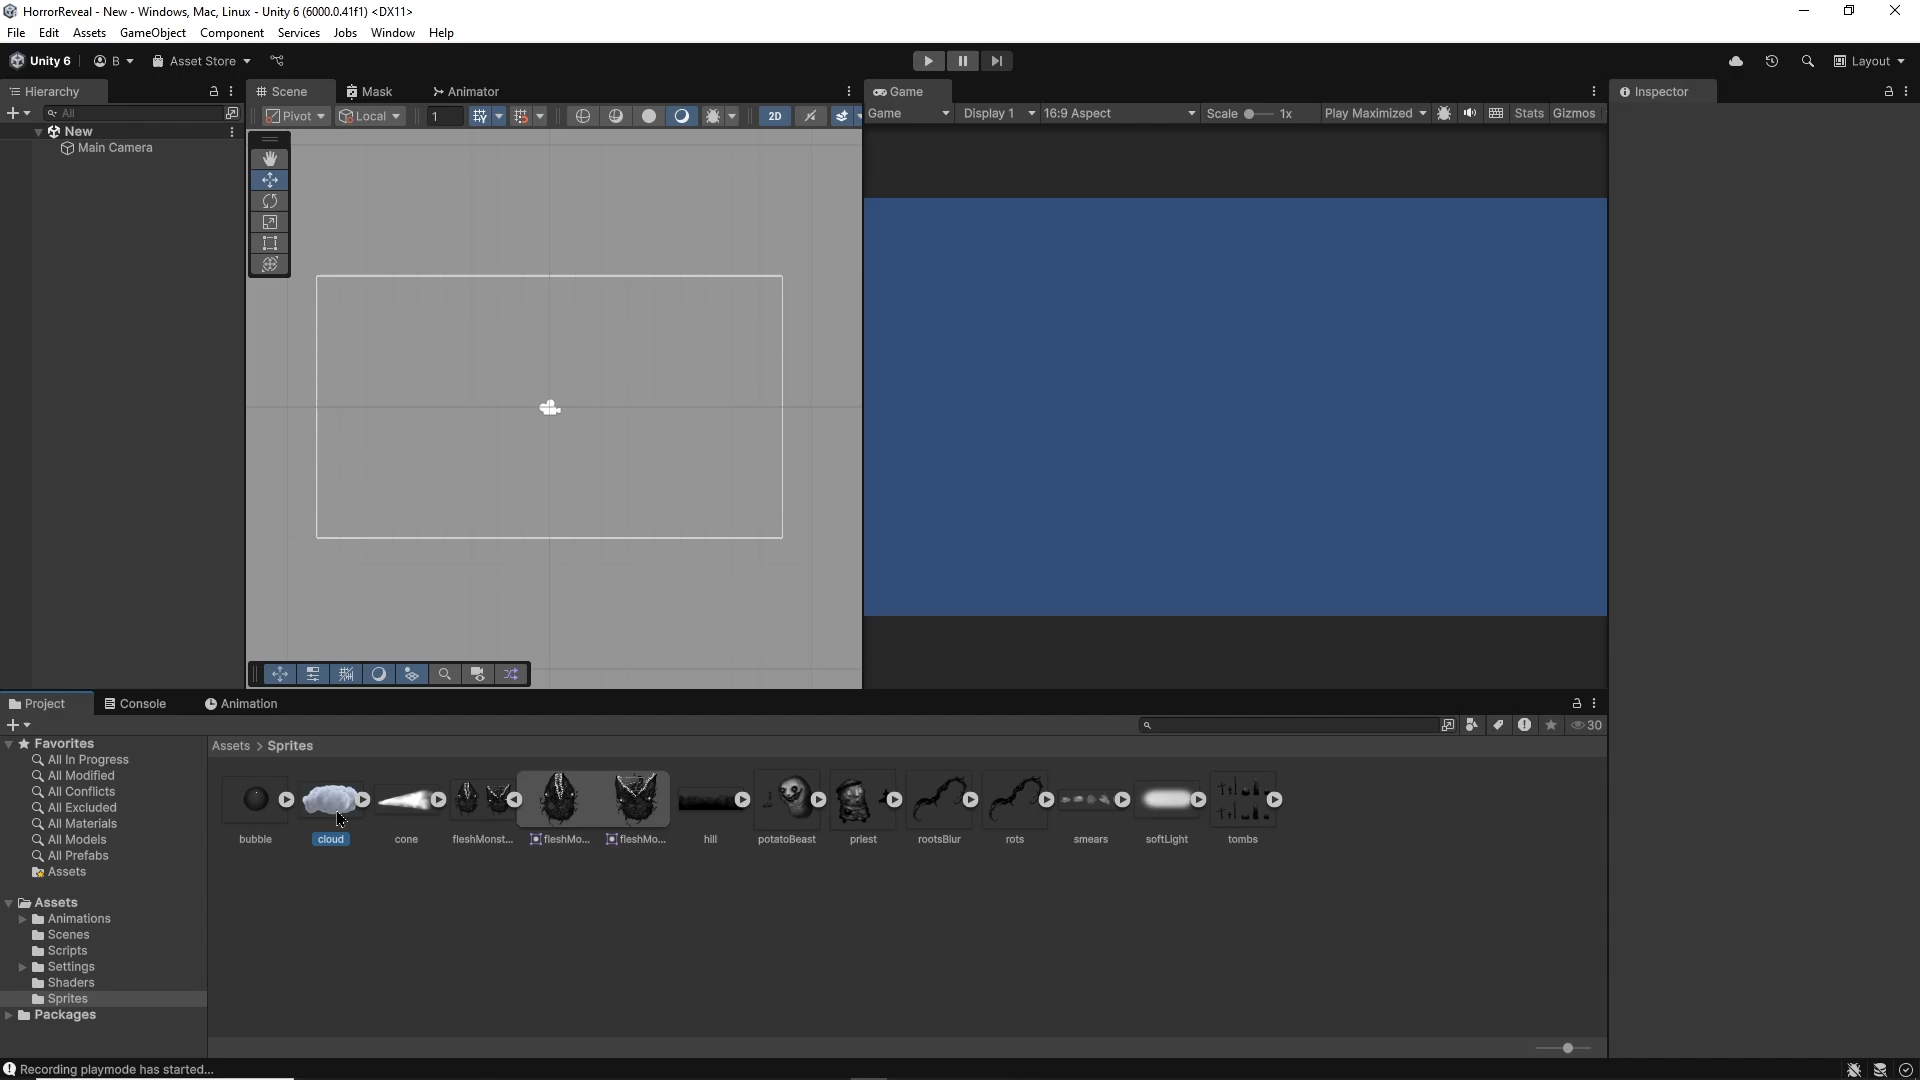 HorrorReveal - New - Windows, Mac, Linux - Unity 6 (6000.0.41f1) <DX11>
File Edit Assets GameObject Component Services Jobs Window Help
Unity 6 B Asset Store Layout
Hierarchy Scene Mask Animator Game Inspector
All Pivot Local 1 2D Game Display 1 16:9 Aspect Scale 1x Play Maximized Stats Gizmos
New
Main Camera
Project Console Animation
30
Favorites
All In Progress
All Modified
All Conflicts
All Excluded
All Materials
All Models
All Prefabs
Assets
Assets
Animations
Scenes
Scripts
Settings
Shaders
Sprites
Packages
Assets > Sprites
bubble cloud cone fleshMonst... fleshMo... fleshMo... hill potatoBeast priest rootsBlur rots smears softLight tombs
Recording playmode has started...